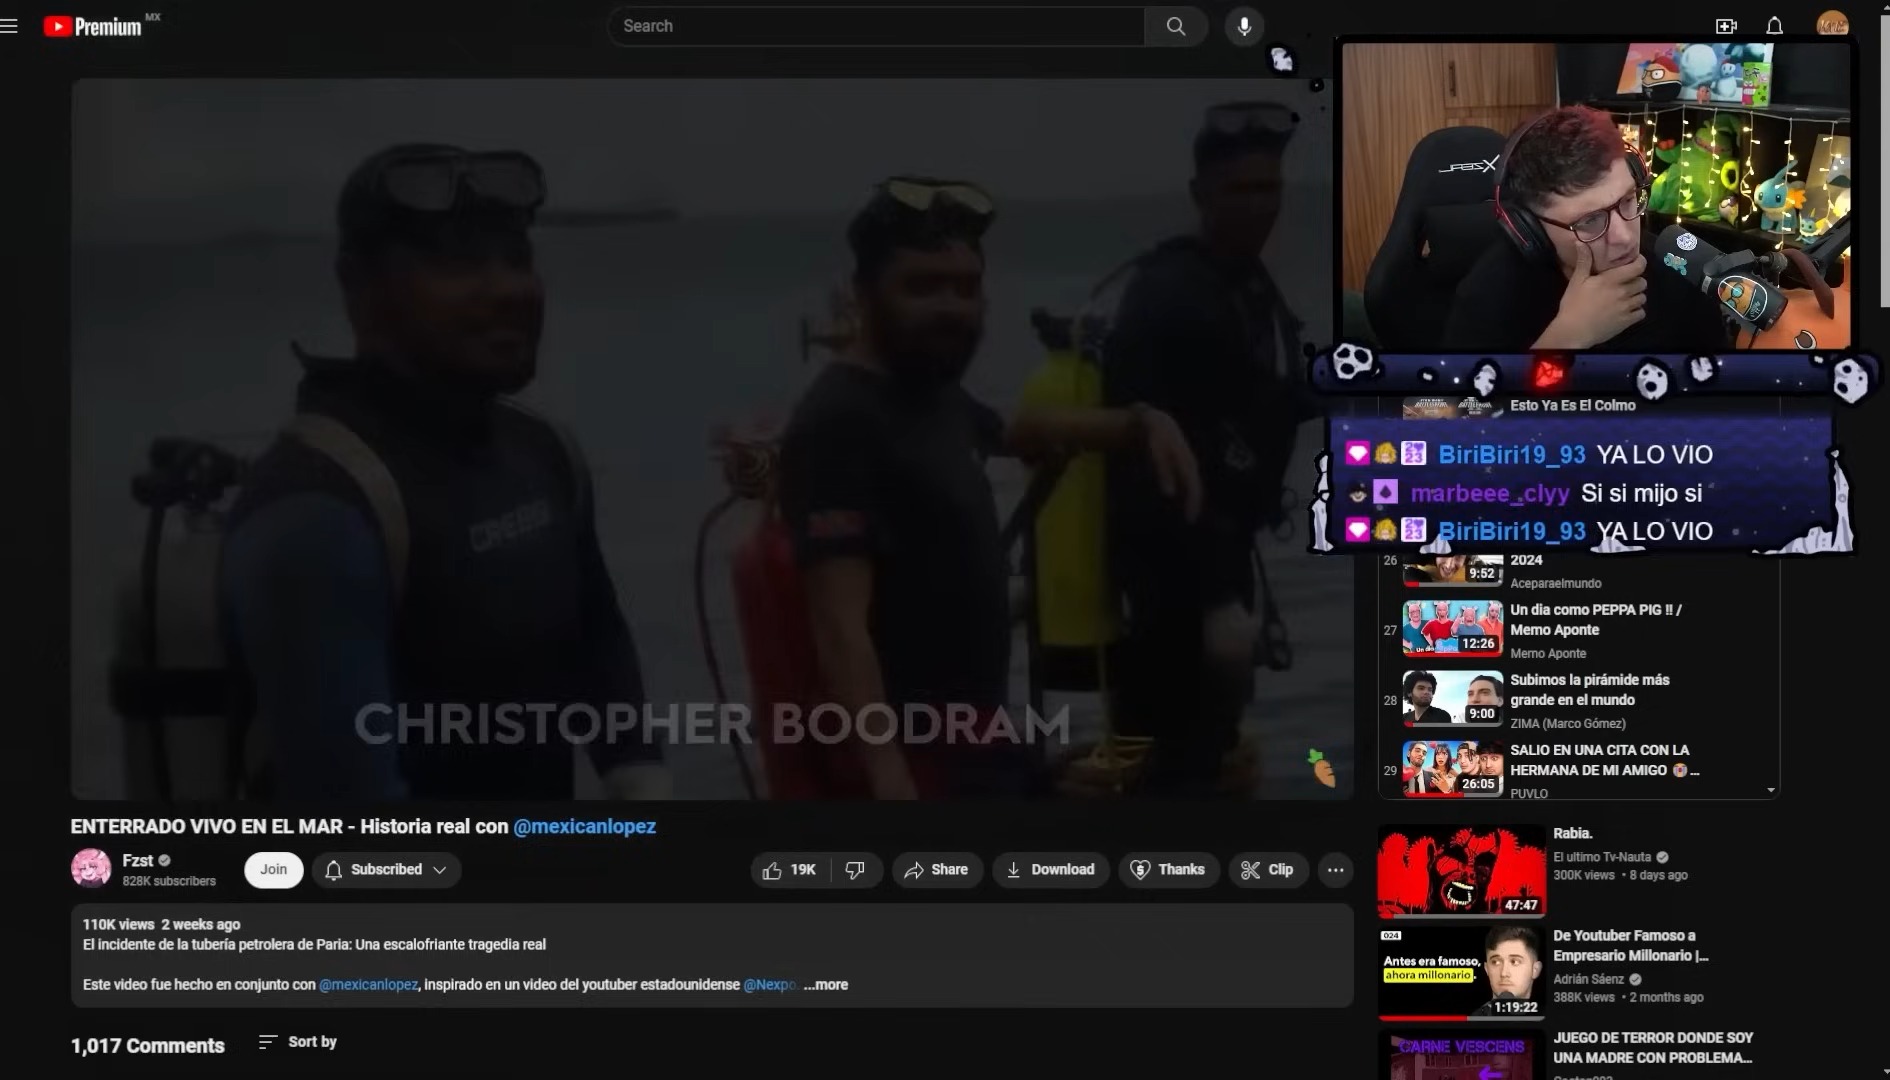 Premium MX
Search
CRESSI
CHRISTOPHER BOODRAM
ENTERRADO VIVO EN EL MAR - Historia real con @mexicanlopez
Fzst
828K subscribers
Join
Subscribed
19K
Share
Download
Thanks
Clip
110K views 2 weeks ago
El incidente de la tubería petrolera de Paria: Una escalofriante tragedia real
Este video fue hecho en conjunto con @mexicanlopez, inspirado en un video del youtuber estadounidense @Nexpo ...more
1,017 Comments
Sort by
Esto Ya Es El Colmo
BiriBiri19_93 YA LO VIO
marbeee_clyy Si si mijo si
BiriBiri19_93 YA LO VIO
26
9:52
2024
Aceparaelmundo
27
12:26
Un dia como PEPPA PIG !! /
Memo Aponte
Memo Aponte
28
9:00
Subimos la pirámide más
grande en el mundo
ZIMA (Marco Gómez)
29
26:05
SALIO EN UNA CITA CON LA
HERMANA DE MI AMIGO 😭...
PUVLO
47:47
Rabia.
El ultimo Tv-Nauta
300K views • 8 days ago
024
Antes era famoso,
ahora millonario.
1:19:22
De Youtuber Famoso a
Empresario Millonario |...
Adrián Sáenz
388K views • 2 months ago
CARNE VESCENS
JUEGO DE TERROR DONDE SOY
UNA MADRE CON PROBLEMA...